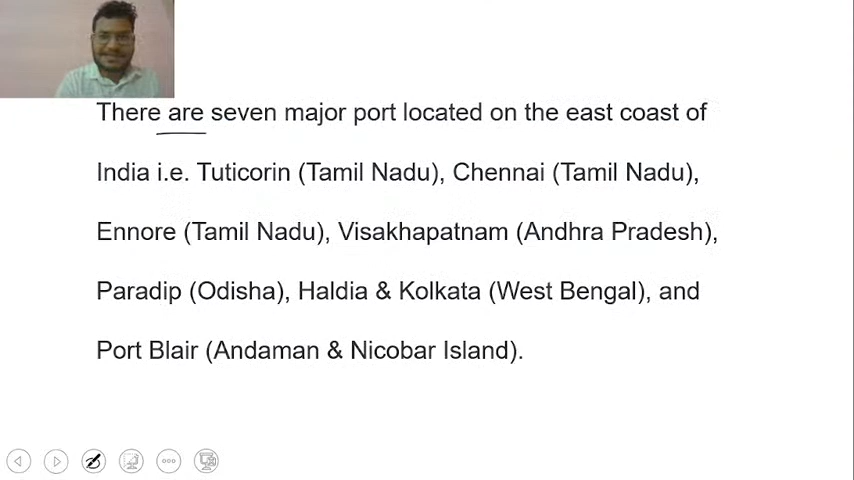 There are seven major port located on the east coast of
India i.e. Tuticorin (Tamil Nadu), Chennai (Tamil Nadu),
Ennore (Tamil Nadu), Visakhapatnam (Andhra Pradesh),
Paradip (Odisha), Haldia & Kolkata (West Bengal), and
Port Blair (Andaman & Nicobar Island).